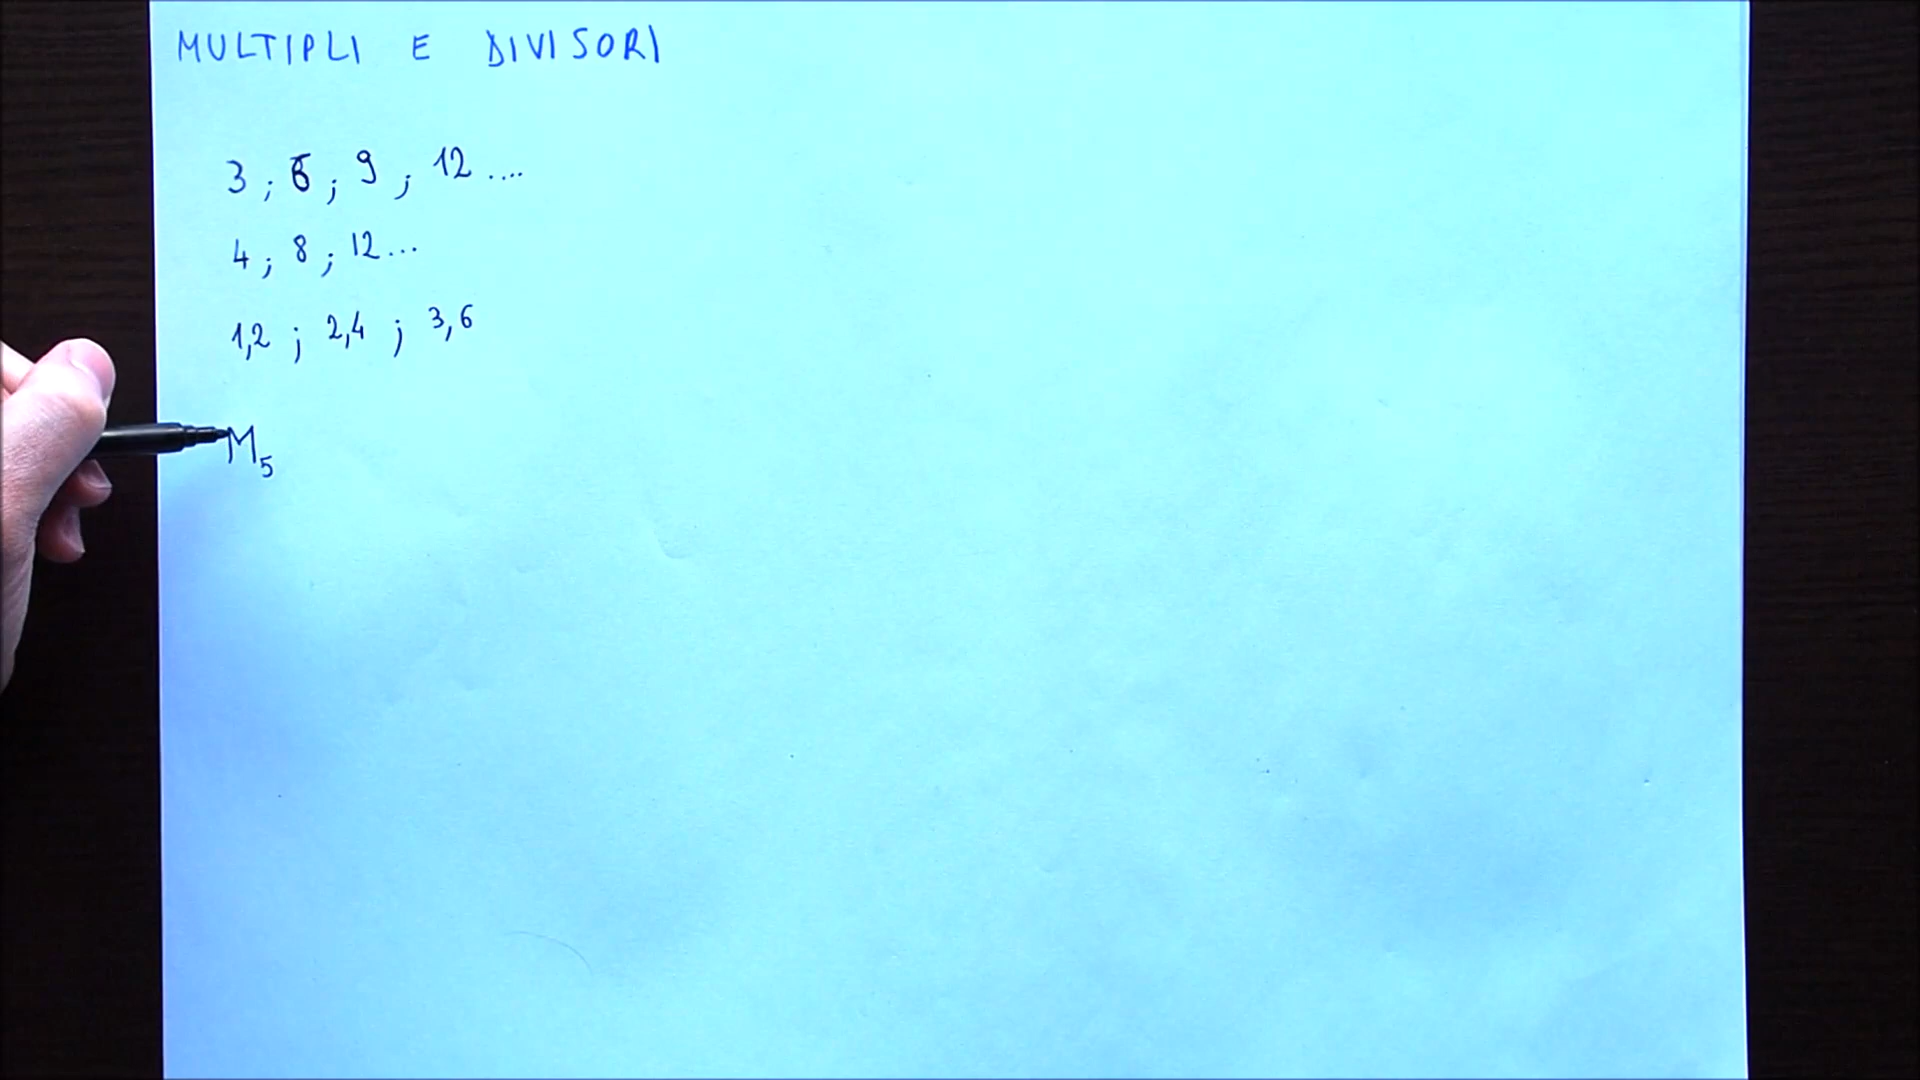 MULTIPLI E DIVISORI
3 ; 6 ; 9 ; 12 ....
4 ; 8 ; 12 ...
1,2 ; 2,4 ; 3,6
M₅